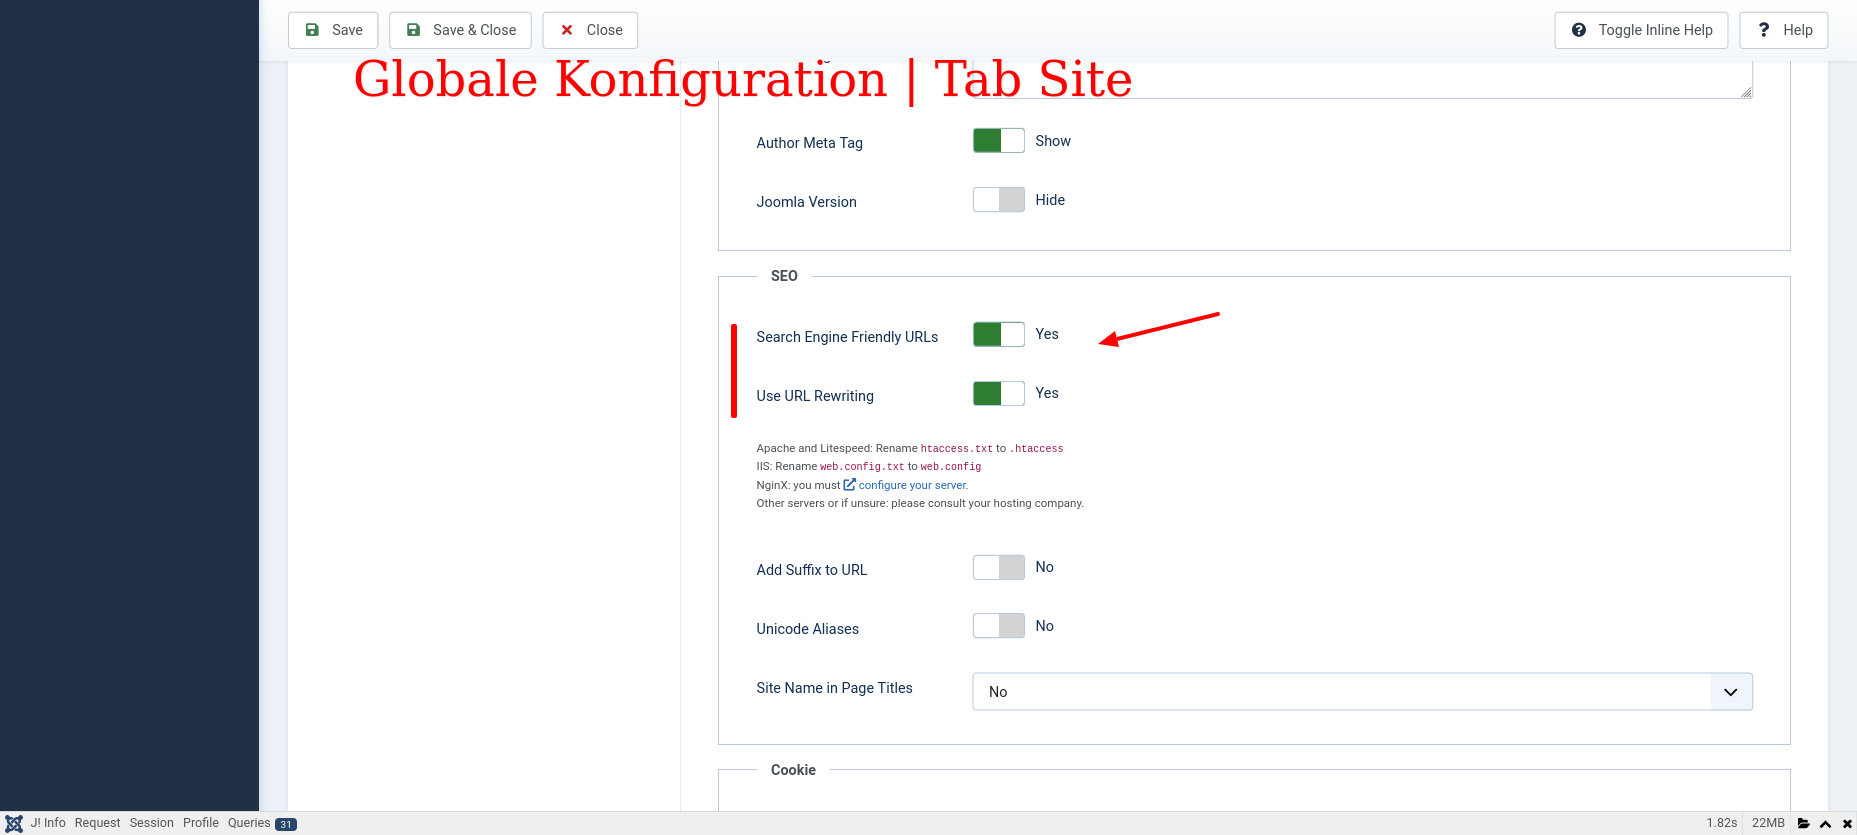 Save
Save & Close
Close
Toggle Inline Help
Help
Globale Konfiguration | Tab Site
Author Meta Tag
Show
Joomla Version
Hide
SEO
Search Engine Friendly URLs
Yes
Use URL Rewriting
Yes
Apache and Litespeed: Rename htaccess.txt to .htaccess
IIS: Rename web.config.txt to web.config
NginX: you must configure your server.
Other servers or if unsure: please consult your hosting company.
Add Suffix to URL
No
Unicode Aliases
No
Site Name in Page Titles
No
Cookie
J! Info Request Session Profile Queries 31
1.82s 22MB